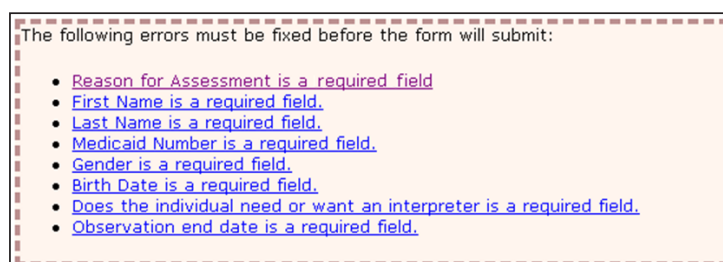 The following errors must be fixed before the form will submit:
Reason for Assessment is a required field
First Name is a required field.
Last Name is a required field.
Medicaid Number is a required field.
Gender is a required field.
Birth Date is a required field.
Does the individual need or want an interpreter is a required field.
Observation end date is a required field.